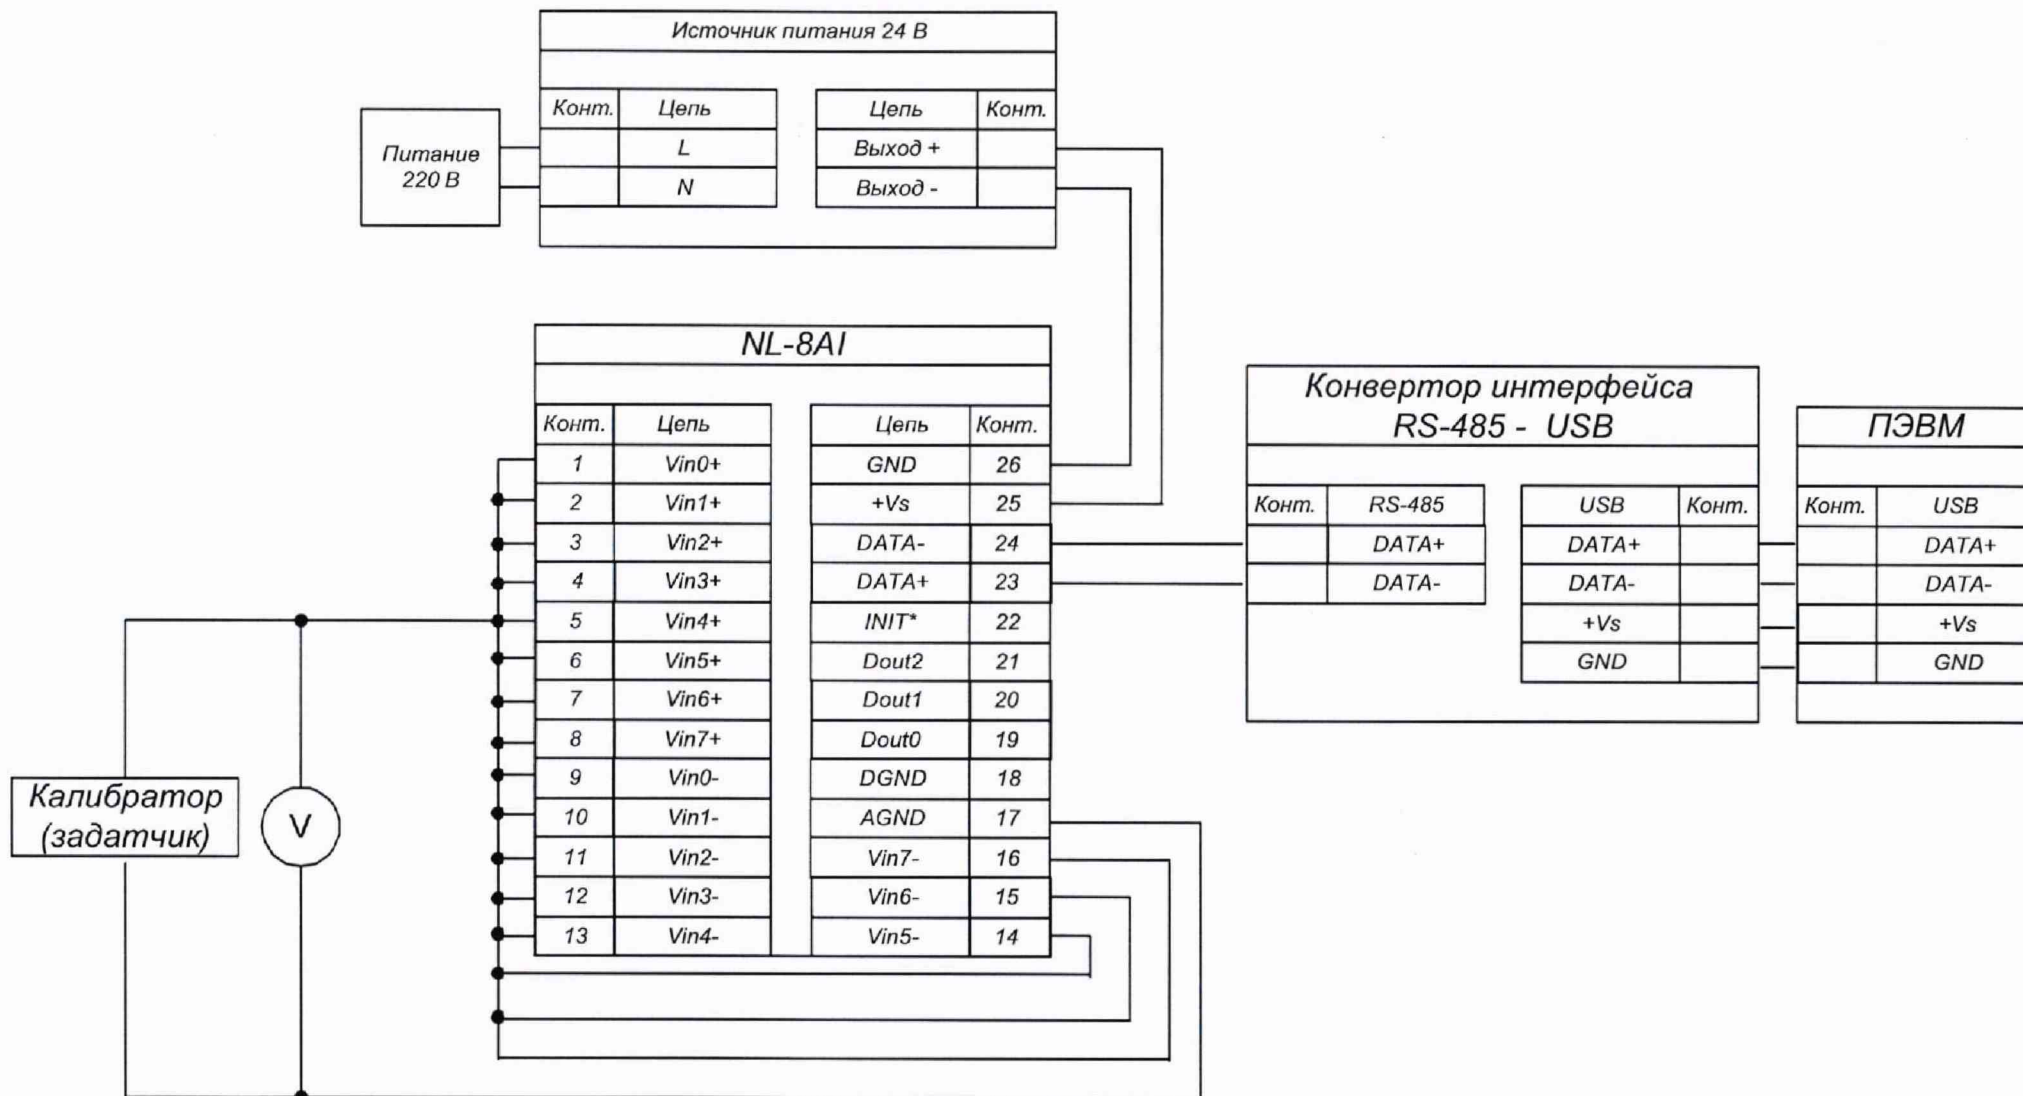 Источник питания 24 В
Конт. Цепь Цепь Конт.
L Выход +
N Выход -
Питание
220 В
NL-8AI
Конт. Цепь Цепь Конт.
1 Vin0+ GND 26
2 Vin1+ +Vs 25
3 Vin2+ DATA- 24
4 Vin3+ DATA+ 23
5 Vin4+ INIT* 22
6 Vin5+ Dout2 21
7 Vin6+ Dout1 20
8 Vin7+ Dout0 19
9 Vin0- DGND 18
10 Vin1- AGND 17
11 Vin2- Vin7- 16
12 Vin3- Vin6- 15
13 Vin4- Vin5- 14
Конвертор интерфейса
RS-485 - USB
Конт. RS-485 USB Конт.
DATA+ DATA+
DATA- DATA-
+Vs
GND
ПЭВМ
Конт. USB
DATA+
DATA-
+Vs
GND
Калибратор
(задатчик)
V